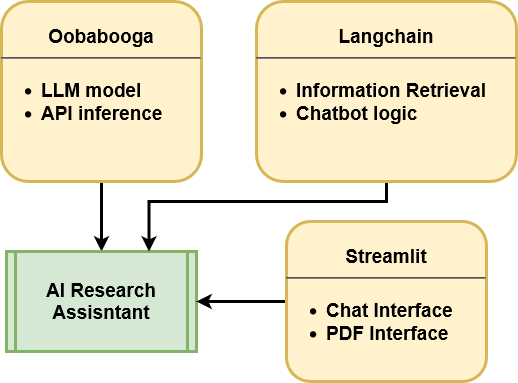 Oobabooga
• LLM model
• API inference
Langchain
• Information Retrieval
• Chatbot logic
AI Research
Assisntant
Streamlit
• Chat Interface
• PDF Interface